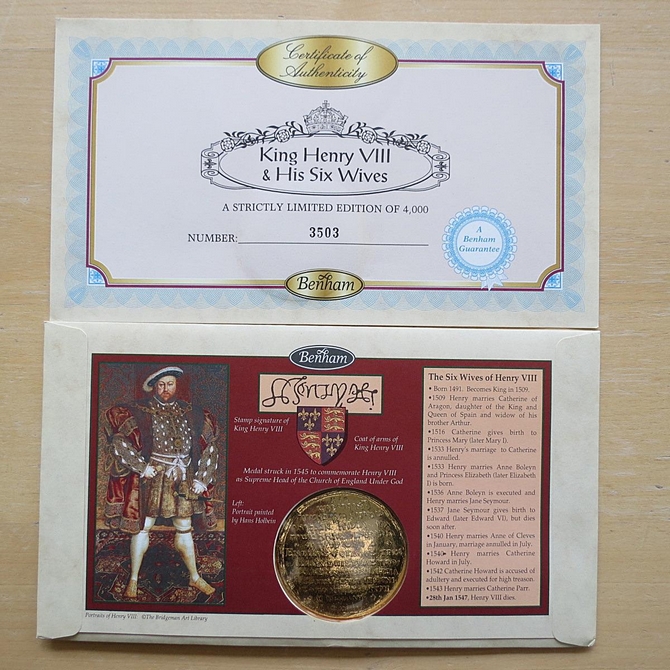 Certificate of
Authenticity
King Henry VIII
& His Six Wives
A STRICTLY LIMITED EDITION OF 4,000
NUMBER: 3503
A
Benham
Guarantee
Benham
Benham
Stamp signature of
King Henry VIII
Coat of arms of
King Henry VIII
Medal struck in 1545 to commemorate Henry VIII
as Supreme Head of the Church of England Under God
Left:
Portrait painted
by Hans Holbein
Portraits of Henry VIII: ©The Bridgeman Art Library
The Six Wives of Henry VIII
•Born 1491. Becomes King in 1509.
•1509 Henry marries Catherine of
Aragon, daughter of the King and
Queen of Spain and widow of his
brother Arthur.
•1516 Catherine gives birth to
Princess Mary (later Mary I).
•1533 Henry's marriage to Catherine
is annulled.
•1533 Henry marries Anne Boleyn
and Princess Elizabeth (later Elizabeth
I) is born.
•1536 Anne Boleyn is executed and
Henry marries Jane Seymour.
•1537 Jane Seymour gives birth to
Edward (later Edward VI), but dies
soon after.
•1540 Henry marries Anne of Cleves
in January, marriage annulled in July.
•1540• Henry marries Catherine
Howard in July.
•1542 Catherine Howard is accused of
adultery and executed for high treason.
•1543 Henry marries Catherine Parr.
•28th Jan 1547, Henry VIII dies.